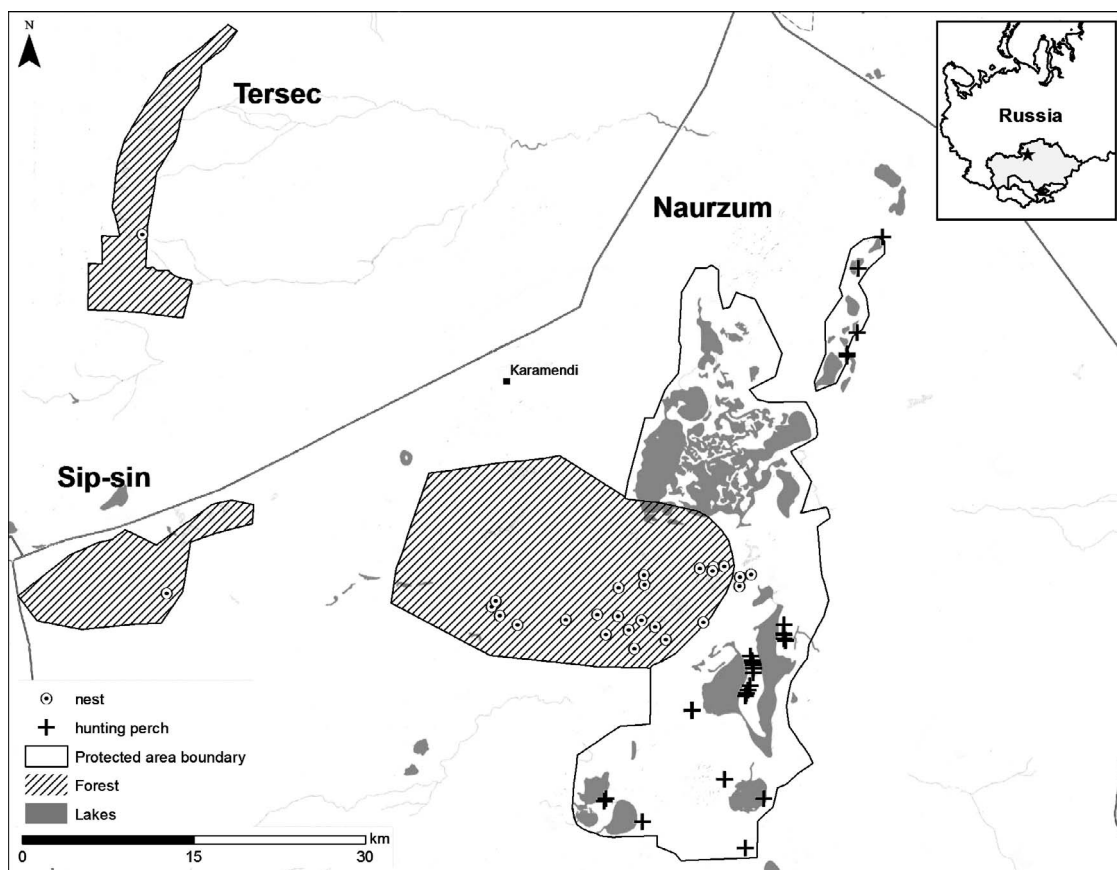 N
Tersec
Russia
Naurzum
Karamendi
Sip-sin
nest
hunting perch
Protected area boundary
Forest
Lakes
km
0 15 30